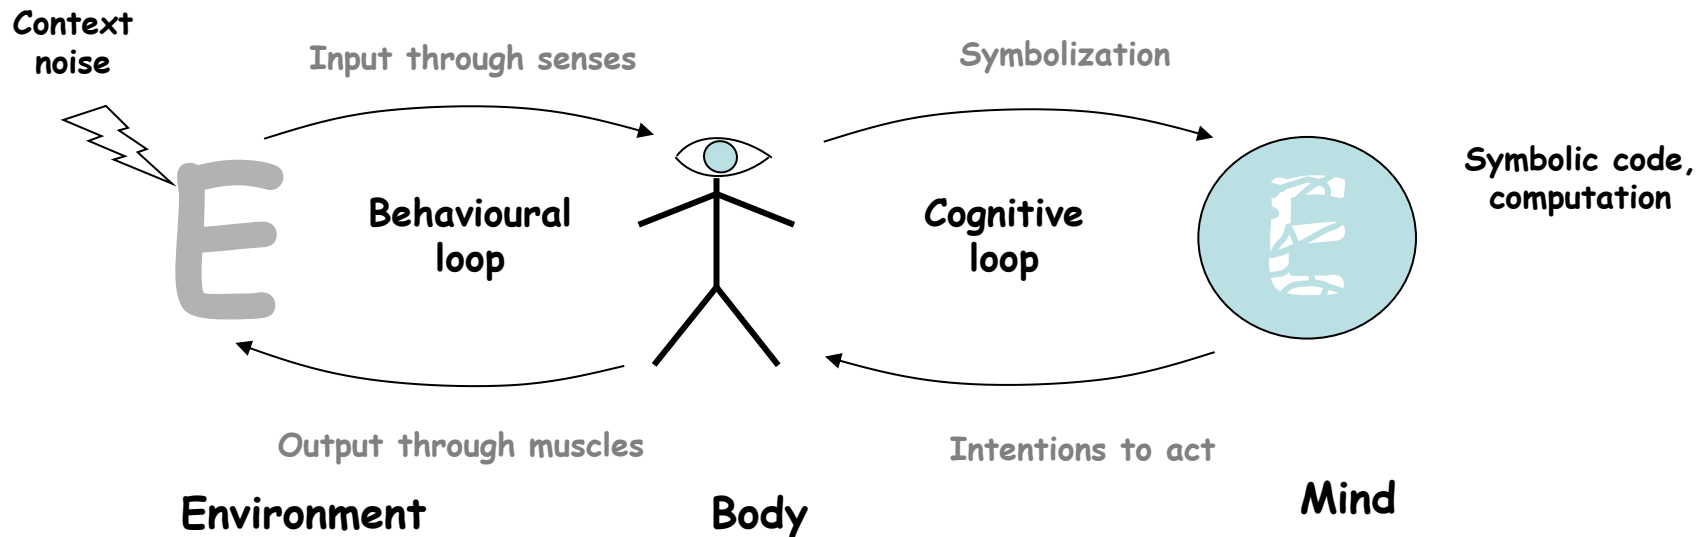 Context
noise
Input through senses
Symbolization
E
Behavioural
loop
Cognitive
loop
E
Symbolic code,
computation
Output through muscles
Intentions to act
Environment
Body
Mind